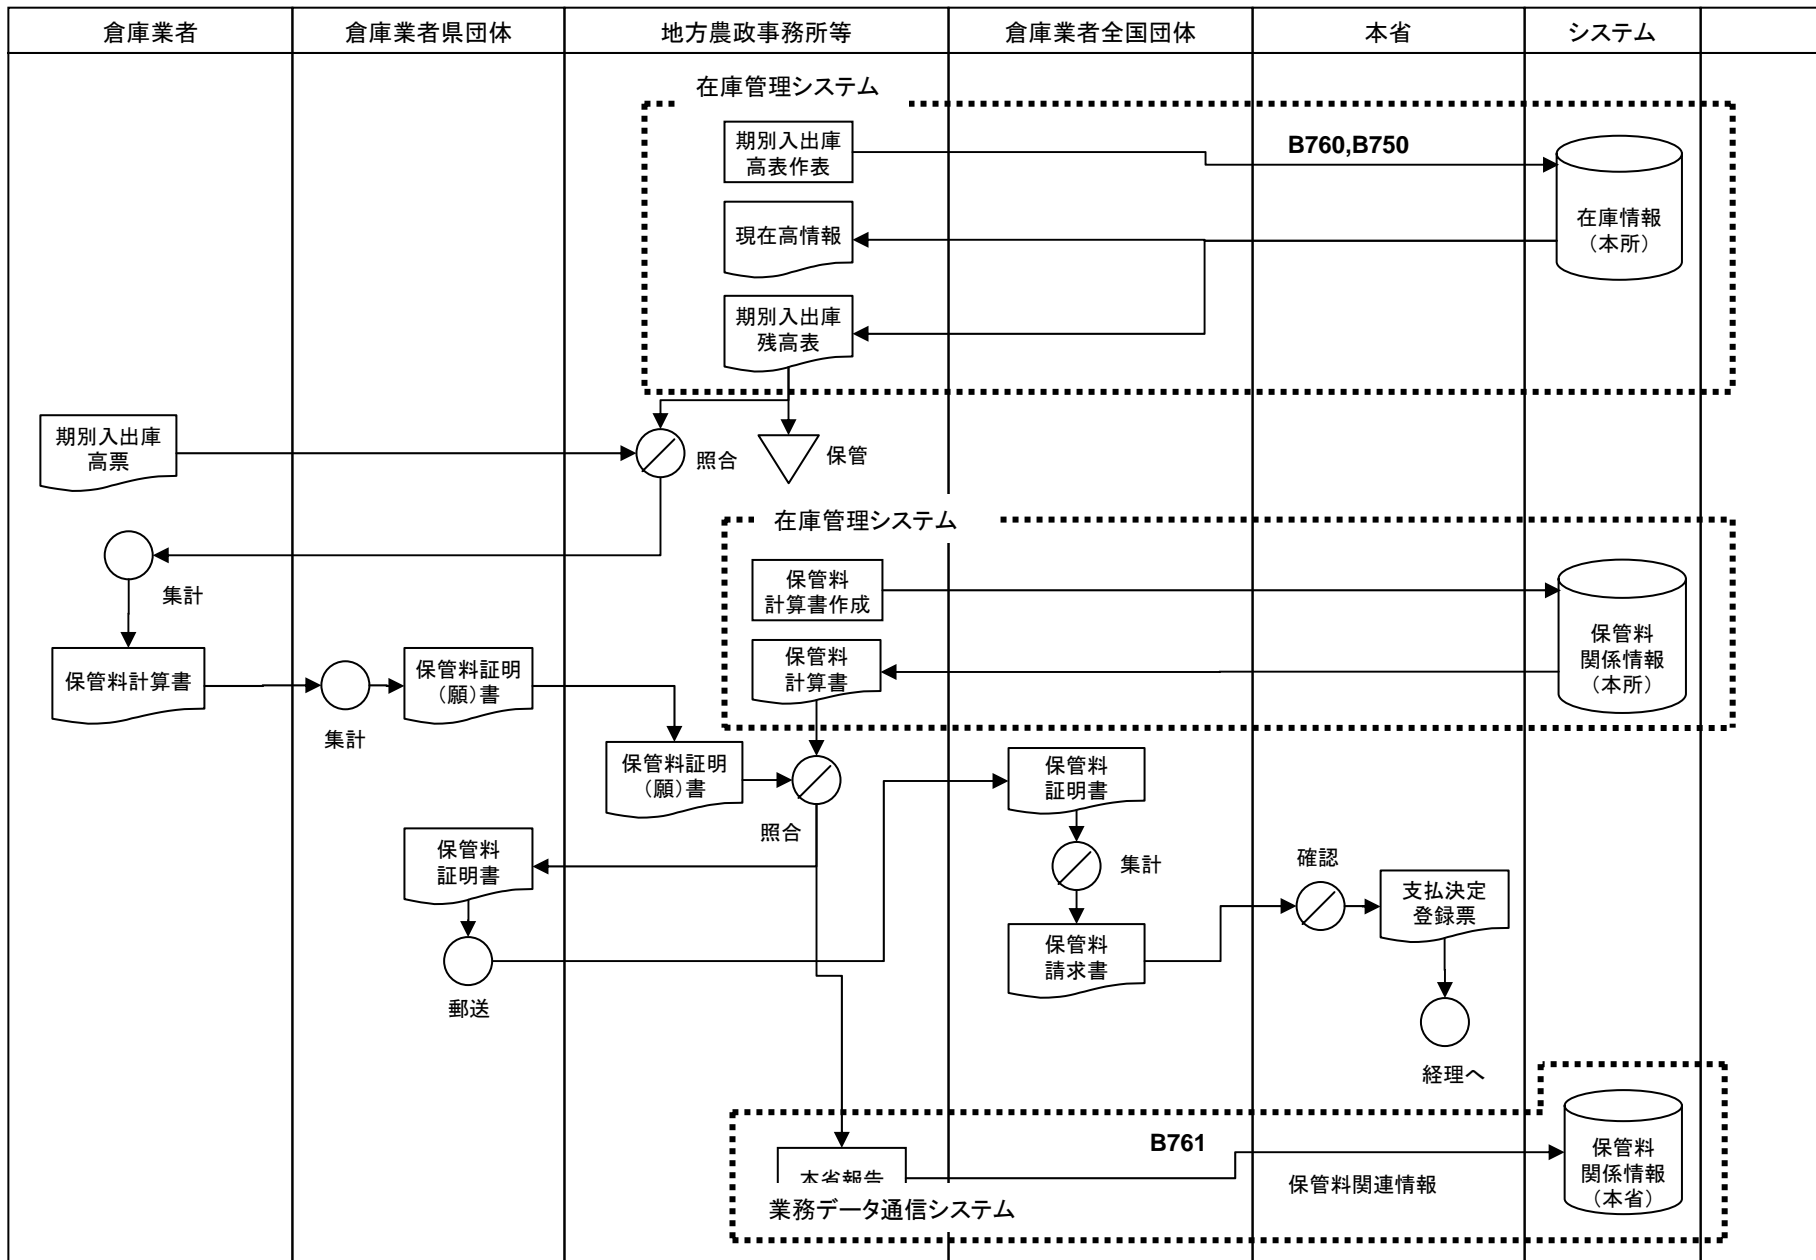 倉庫業者
倉庫業者県団体
地方農政事務所等
倉庫業者全国団体
本省
システム
在庫管理システム
期別入出庫
高表作表
B760,B750
在庫情報
（本所）
現在高情報
期別入出庫
残高表
期別入出庫
高票
照合
保管
在庫管理システム
集計
保管料
計算書作成
保管料
関係情報
（本所）
保管料計算書
集計
保管料証明
（願）書
保管料
計算書
保管料証明
（願）書
照合
保管料
証明書
保管料
証明書
郵送
集計
保管料
請求書
確認
支払決定
登録票
経理へ
本省報告
業務データ通信システム
B761
保管料関連情報
保管料
関係情報
（本省）